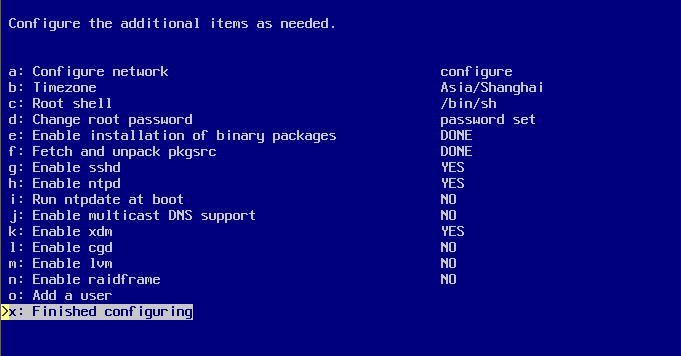 Configure the additional items as needed.
a: Configure network configure
b: Timezone Asia/Shanghai
c: Root shell /bin/sh
d: Change root password password set
e: Enable installation of binary packages DONE
f: Fetch and unpack pkgsrc DONE
g: Enable sshd YES
h: Enable ntpd YES
i: Run ntpdate at boot NO
j: Enable multicast DNS support NO
k: Enable xdm YES
l: Enable cgd NO
m: Enable lvm NO
n: Enable raidframe NO
o: Add a user
>x: Finished configuring